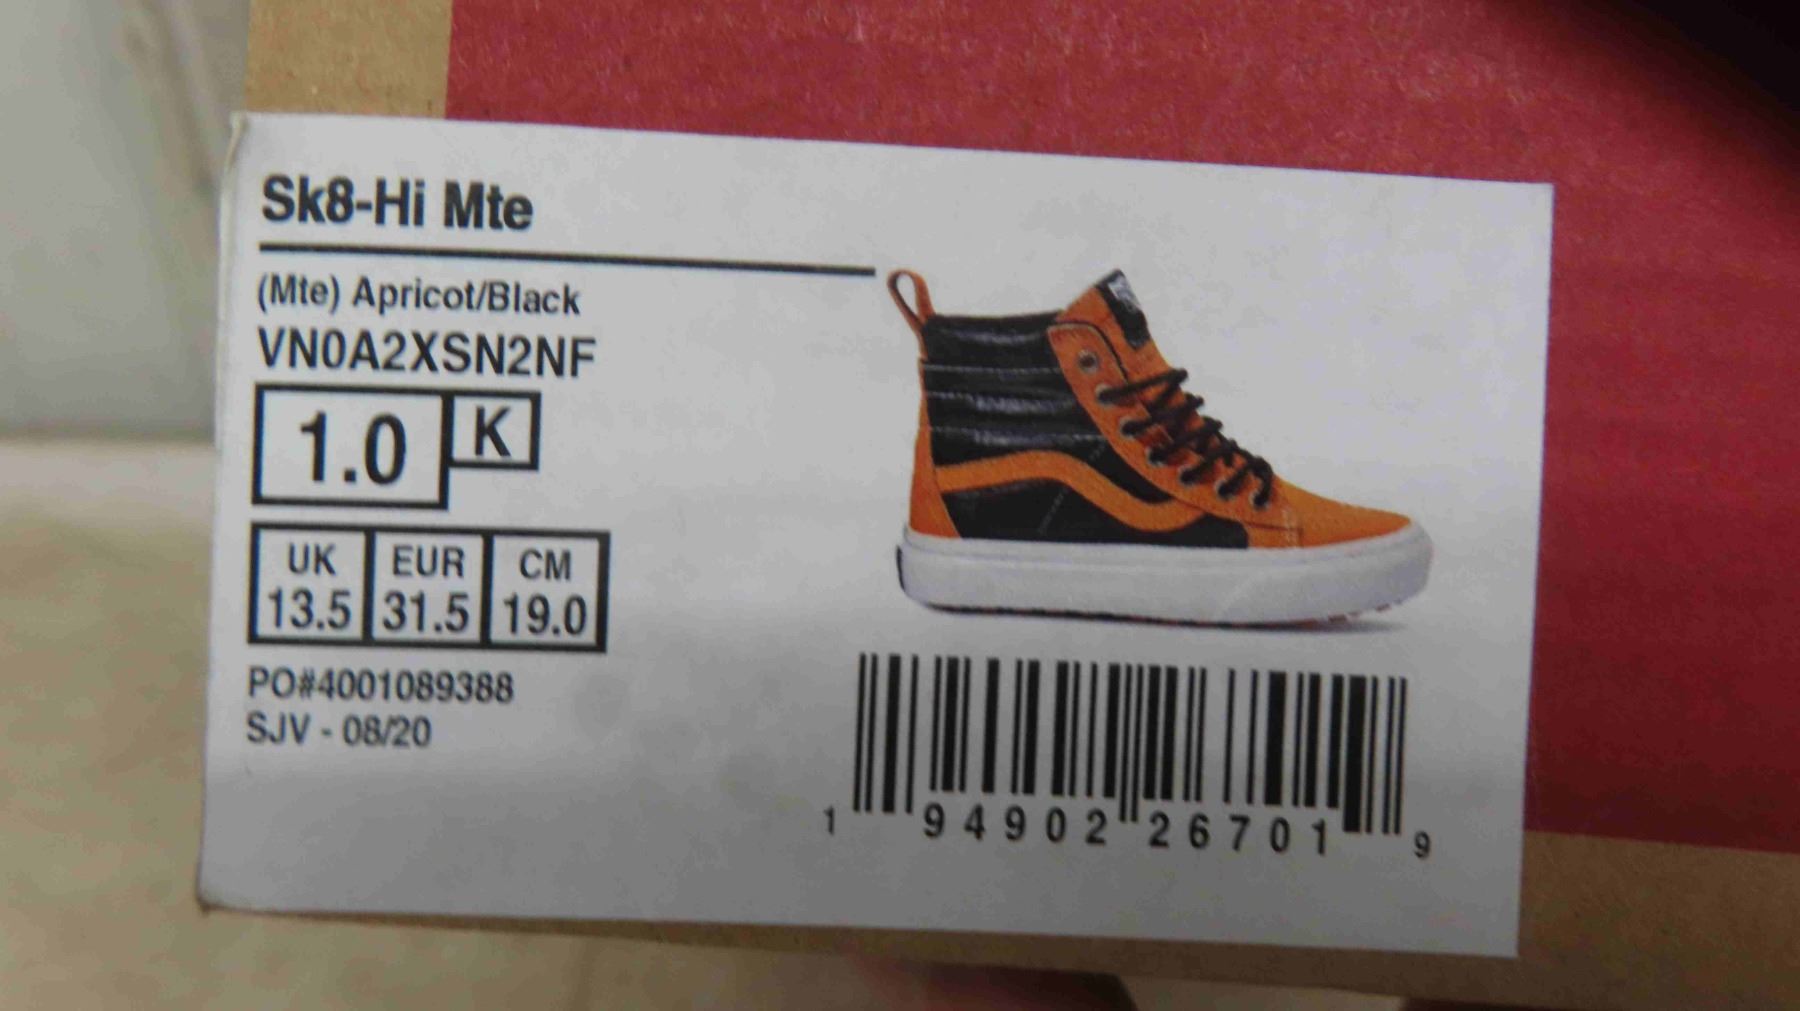 Sk8-Hi Mte
(Mte) Apricot/Black
VN0A2XSN2NF
1.0 K
UK EUR CM
13.5 31.5 19.0
PO#4001089388
SJV - 08/20
1 94902 26701 9